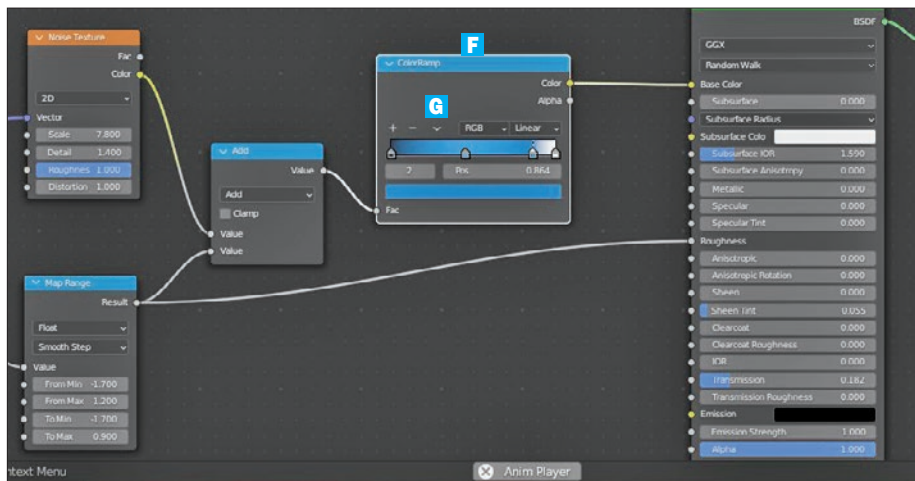 Noise Texture
Fac
Color
2D
Vector
Scale 7.800
Detail 1.400
Roughnes 1.000
Distortion 1.000
Add
Value
Add
Clamp
Value
Value
Map Range
Result
Float
Smooth Step
Value
From Min -1.700
From Max 1.200
To Min -1.700
To Max 0.900
F
ColorRamp
Color
Alpha
G
+ − RGB Linear
2 Pos 0.864
Fac
BSDF
GGX
Random Walk
Base Color
Subsurface 0.000
Subsurface Radius
Subsurface Colo
Subsurface IOR 1.590
Subsurface Anisotropy 0.000
Metallic 0.000
Specular 0.000
Specular Tint 0.000
Roughness
Anisotropic 0.000
Anisotropic Rotation 0.000
Sheen 0.000
Sheen Tint 0.055
Clearcoat 0.000
Clearcoat Roughness 0.000
IOR 0.000
Transmission 0.182
Transmission Roughness 0.000
Emission
Emission Strength 1.000
Alpha 1.000
ntext Menu
Anim Player